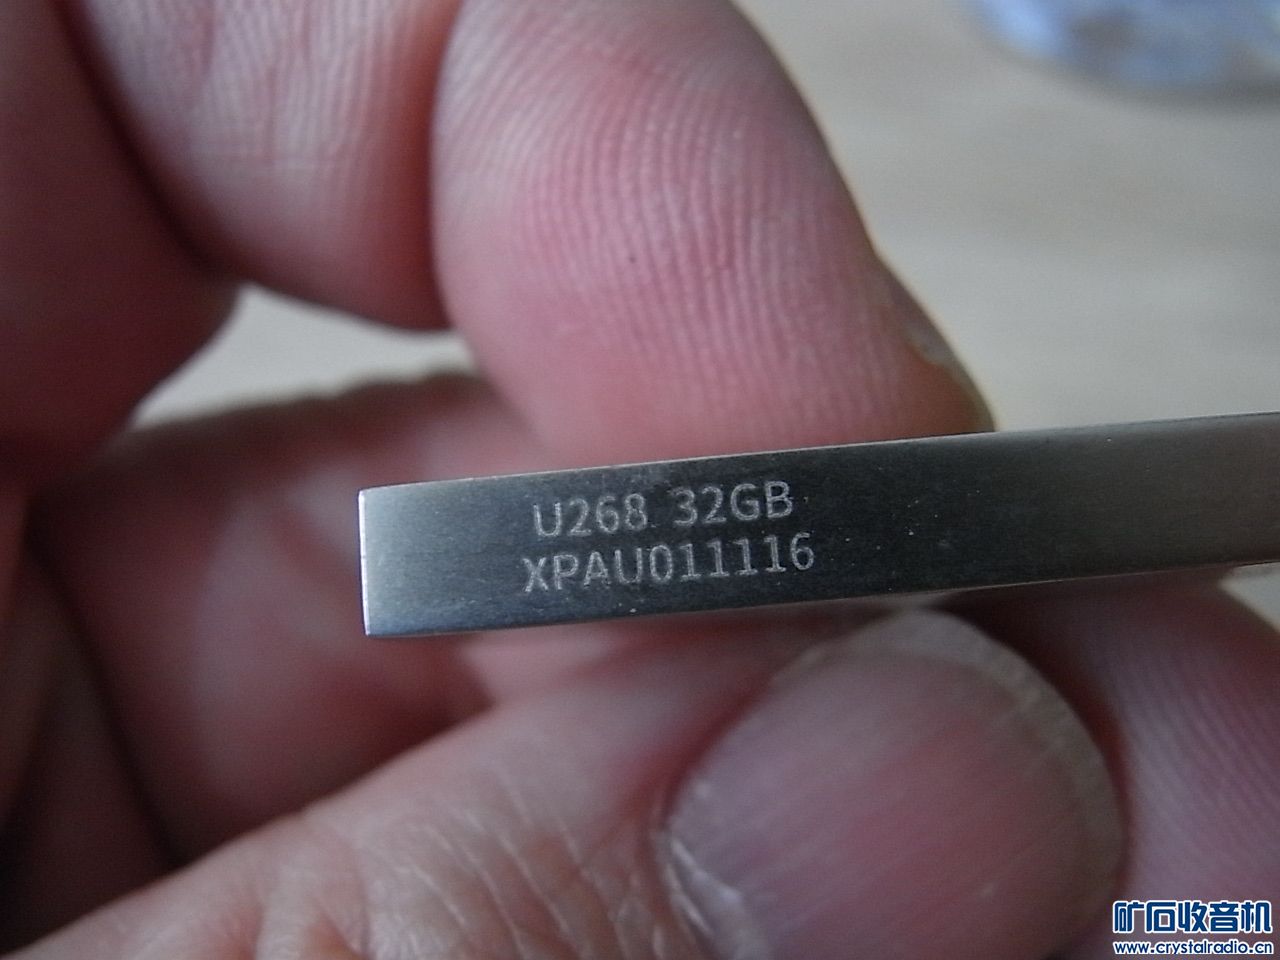 U268 32GB
XPAU011116
矿石收音机
www.crystalradio.cn